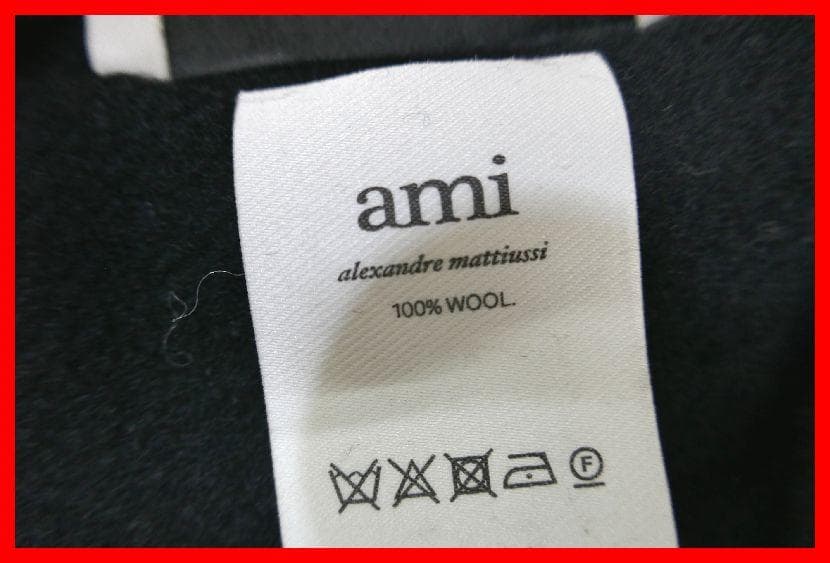 ami
alexandre mattiussi
100% WOOL.
F